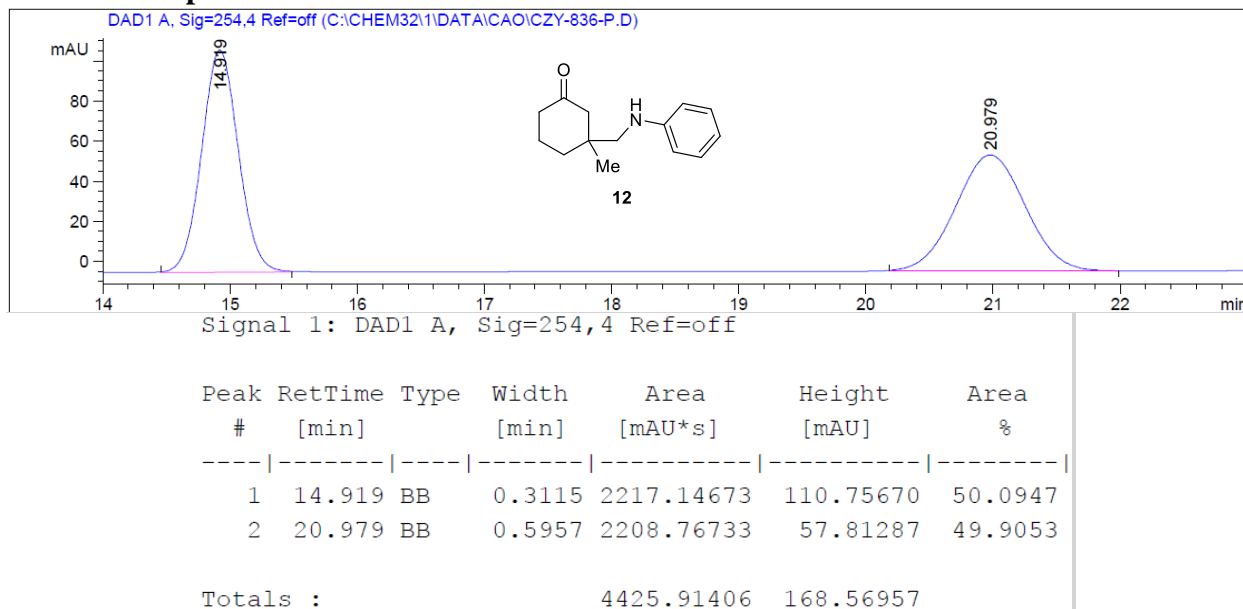 DAD1 A, Sig=254,4 Ref=off (C:\CHEM32\1\DATA\CAO\CZY-836-P.D)
mAU
14.919
20.979
80
60
40
20
0
O
H
N
Me
12
14 15 16 17 18 19 20 21 22 min
Signal 1: DAD1 A, Sig=254,4 Ref=off
Peak RetTime Type Width Area Height Area
# [min] [min] [mAU*s] [mAU] %
----|-------|----|-------|----------|----------|--------|
1 14.919 BB 0.3115 2217.14673 110.75670 50.0947
2 20.979 BB 0.5957 2208.76733 57.81287 49.9053
Totals : 4425.91406 168.56957